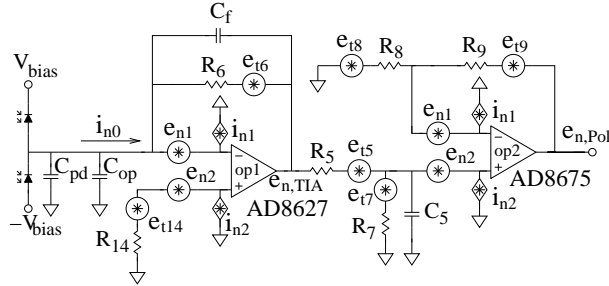 C_f
e_t8
R_8
R_9
e_t9
V_bias
R_6
e_t6
i_n0
e_n1
i_n1
e_n1
i_n1
e_n,Pol
−
op1
+
−
op2
+
C_pd
C_op
e_n2
e_n,TIA
R_5
e_t5
e_n2
AD8675
−V_bias
e_t14
i_n2
AD8627
e_t7
C_5
i_n2
R_14
R_7